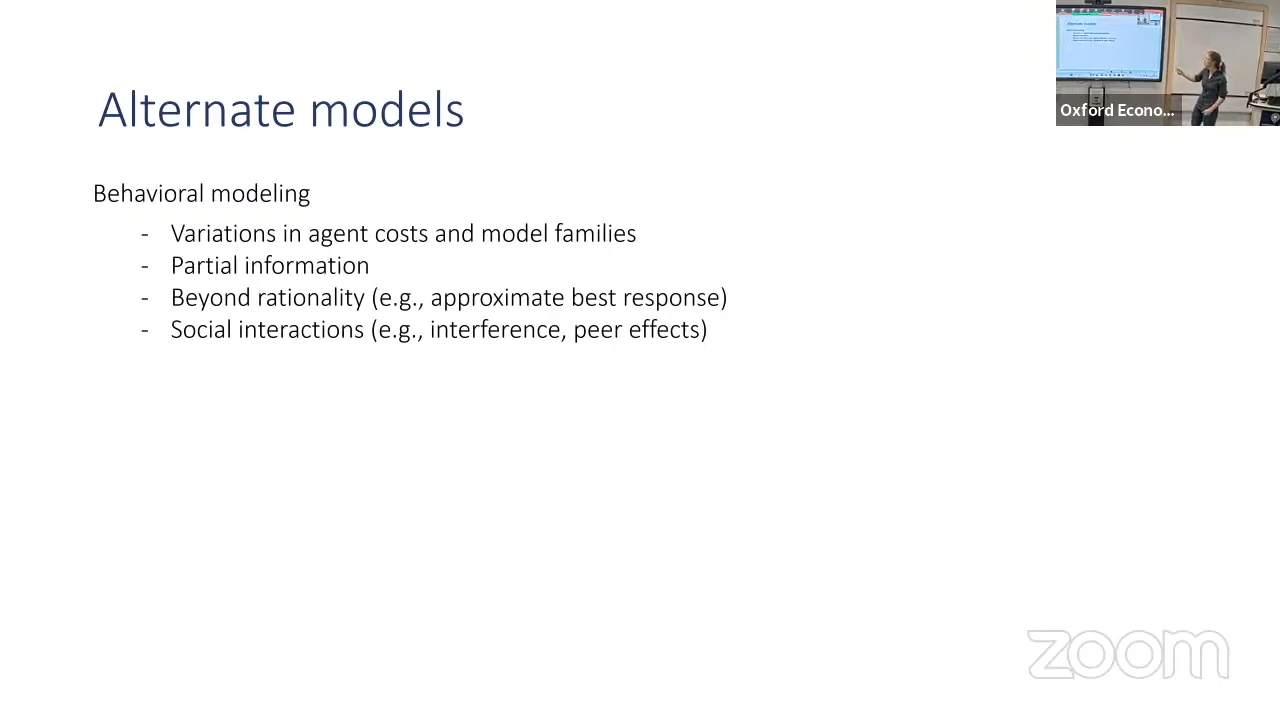 Alternate models
Oxford Econo...
Behavioral modeling
- Variations in agent costs and model families
- Partial information
- Beyond rationality (e.g., approximate best response)
- Social interactions (e.g., interference, peer effects)
zoom